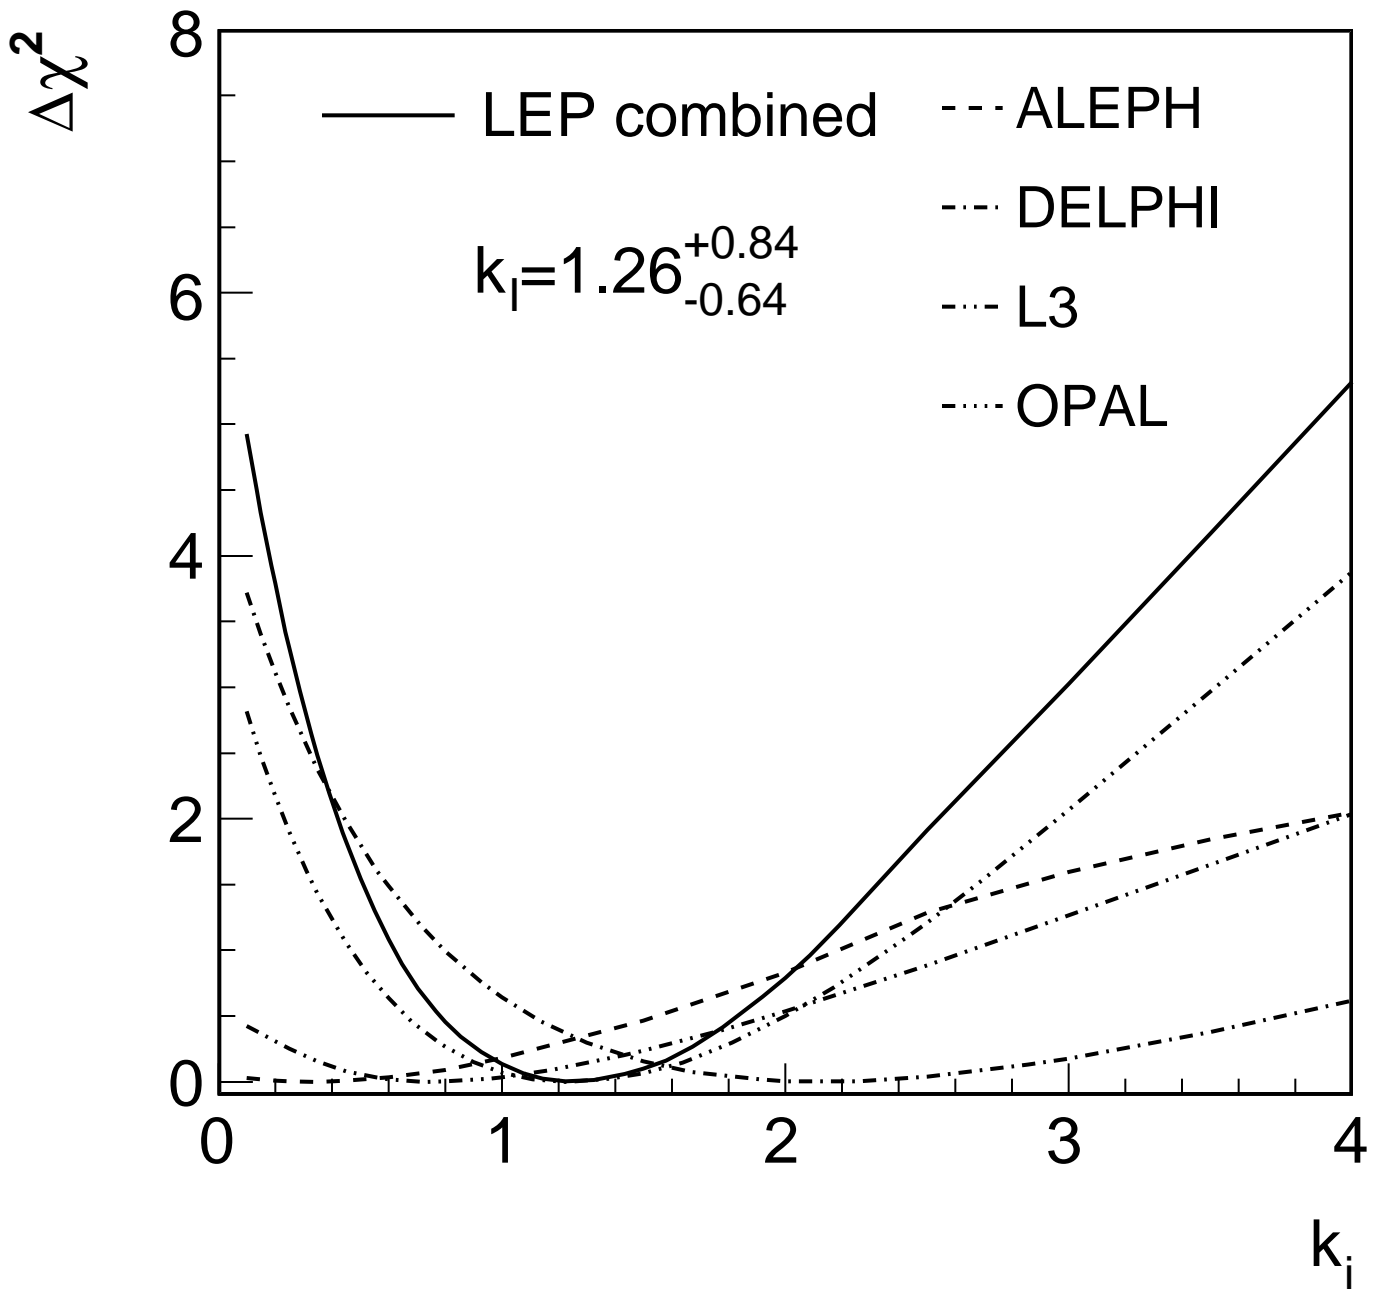 Δχ²
8
6
4
2
0
LEP combined
k_I=1.26 +0.84 -0.64
ALEPH
DELPHI
L3
OPAL
0 1 2 3 4
k_i